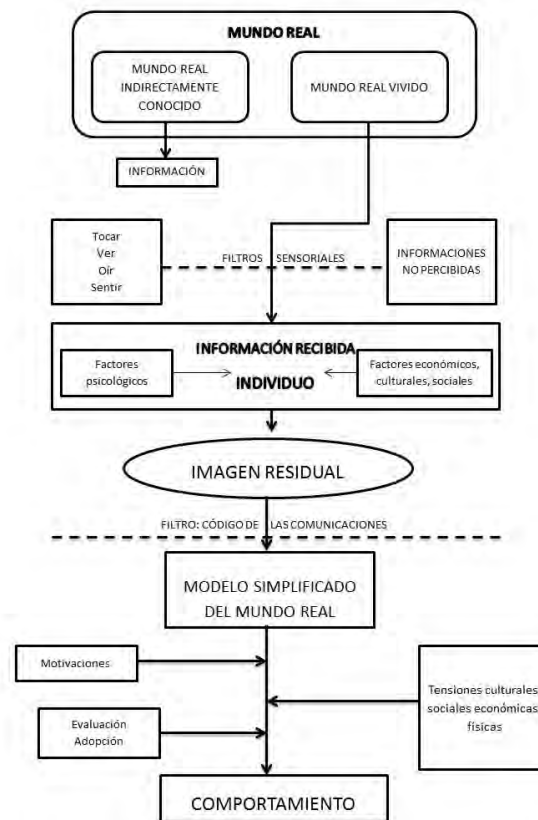 MUNDO REAL
MUNDO REAL
INDIRECTAMENTE
CONOCIDO
MUNDO REAL VIVIDO
INFORMACIÓN
Tocar
Ver
Oír
Sentir
FILTROS SENSORIALES
INFORMACIONES
NO PERCIBIDAS
INFORMACIÓN RECIBIDA
Factores
psicológicos
INDIVIDUO
Factores económicos,
culturales, sociales
IMAGEN RESIDUAL
FILTRO: CÓDIGO DE LAS COMUNICACIONES
MODELO SIMPLIFICADO
DEL MUNDO REAL
Motivaciones
Tensiones culturales
sociales económicas
físicas
Evaluación
Adopción
COMPORTAMIENTO